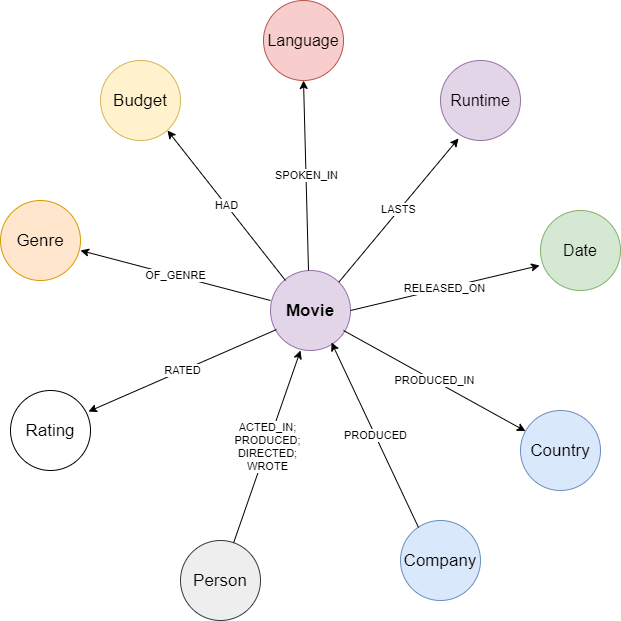 Language
Budget
Runtime
SPOKEN_IN
HAD
LASTS
Genre
Date
OF_GENRE
RELEASED_ON
Movie
RATED
PRODUCED_IN
Rating
ACTED_IN;
PRODUCED;
DIRECTED;
WROTE
PRODUCED
Country
Company
Person